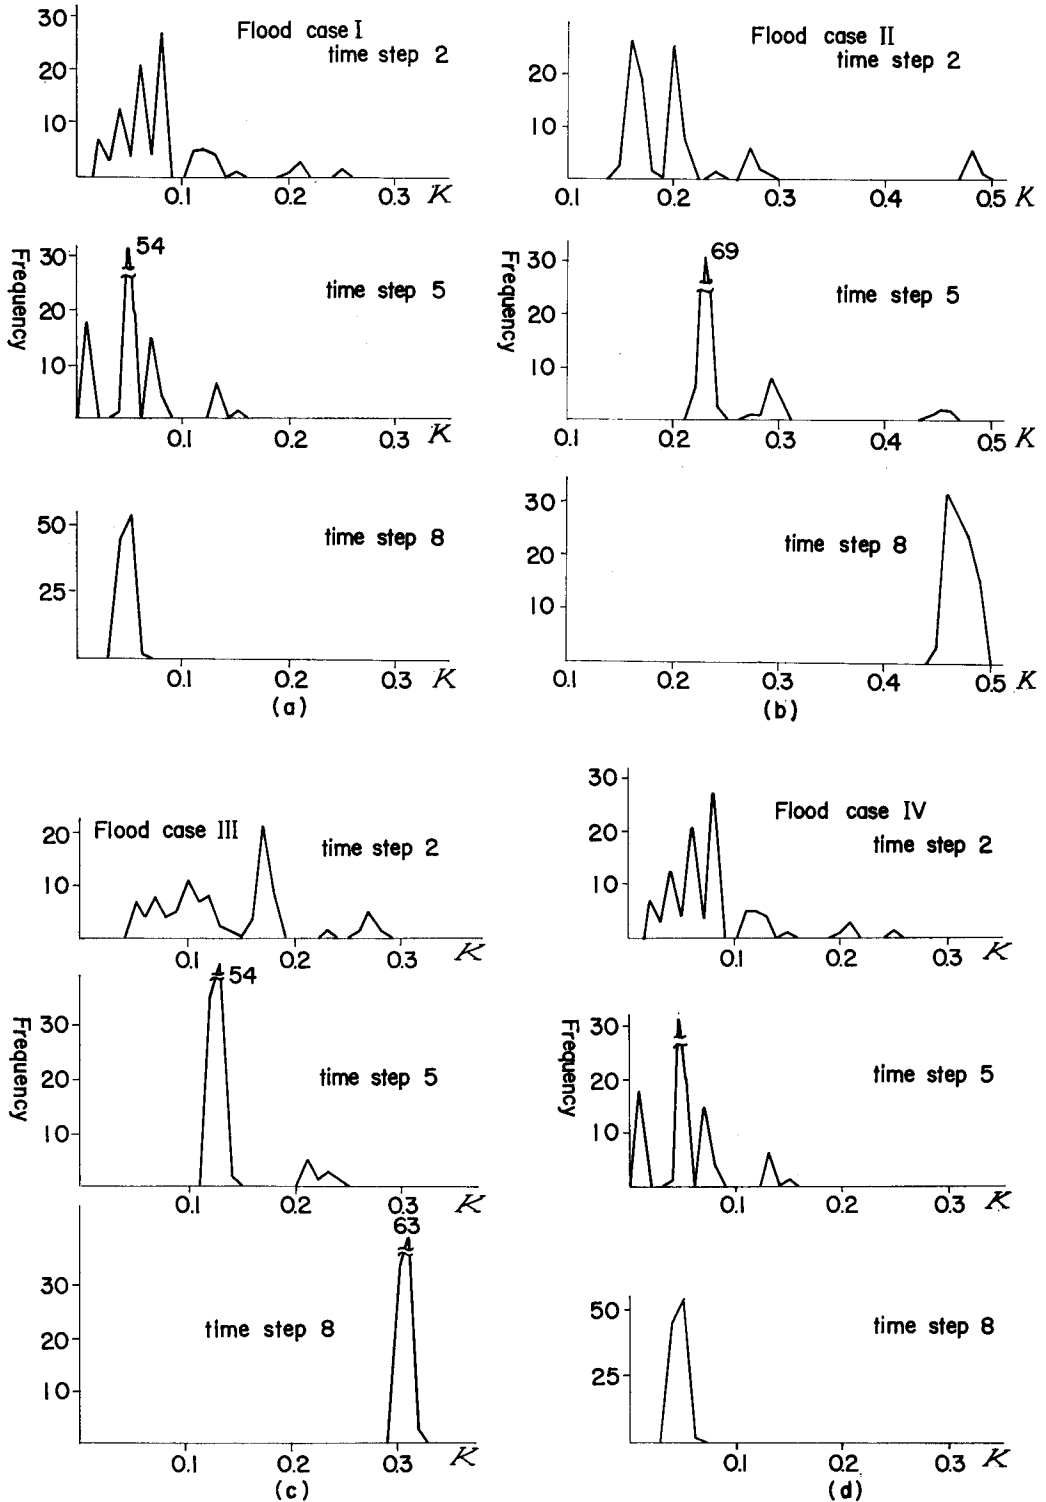 Flood case I
time step 2
30
20
10
0.1 0.2 0.3 K
Frequency
54
time step 5
30
20
10
0.1 0.2 0.3 K
time step 8
50
25
0.1 0.2 0.3 K
(a)
Flood case II
time step 2
20
10
0.1 0.2 0.3 0.4 0.5 K
Frequency
69
time step 5
30
20
10
0.1 0.2 0.3 0.4 0.5 K
time step 8
30
20
10
0.1 0.2 0.3 0.4 0.5 K
(b)
Flood case III
time step 2
20
10
0.1 0.2 0.3 K
Frequency
54
time step 5
30
20
10
0.1 0.2 0.3 K
63
time step 8
30
20
10
0.1 0.2 0.3 K
(c)
Flood case IV
time step 2
30
20
10
0.1 0.2 0.3 K
Frequency
time step 5
30
20
10
0.1 0.2 0.3 K
time step 8
50
25
0.1 0.2 0.3 K
(d)